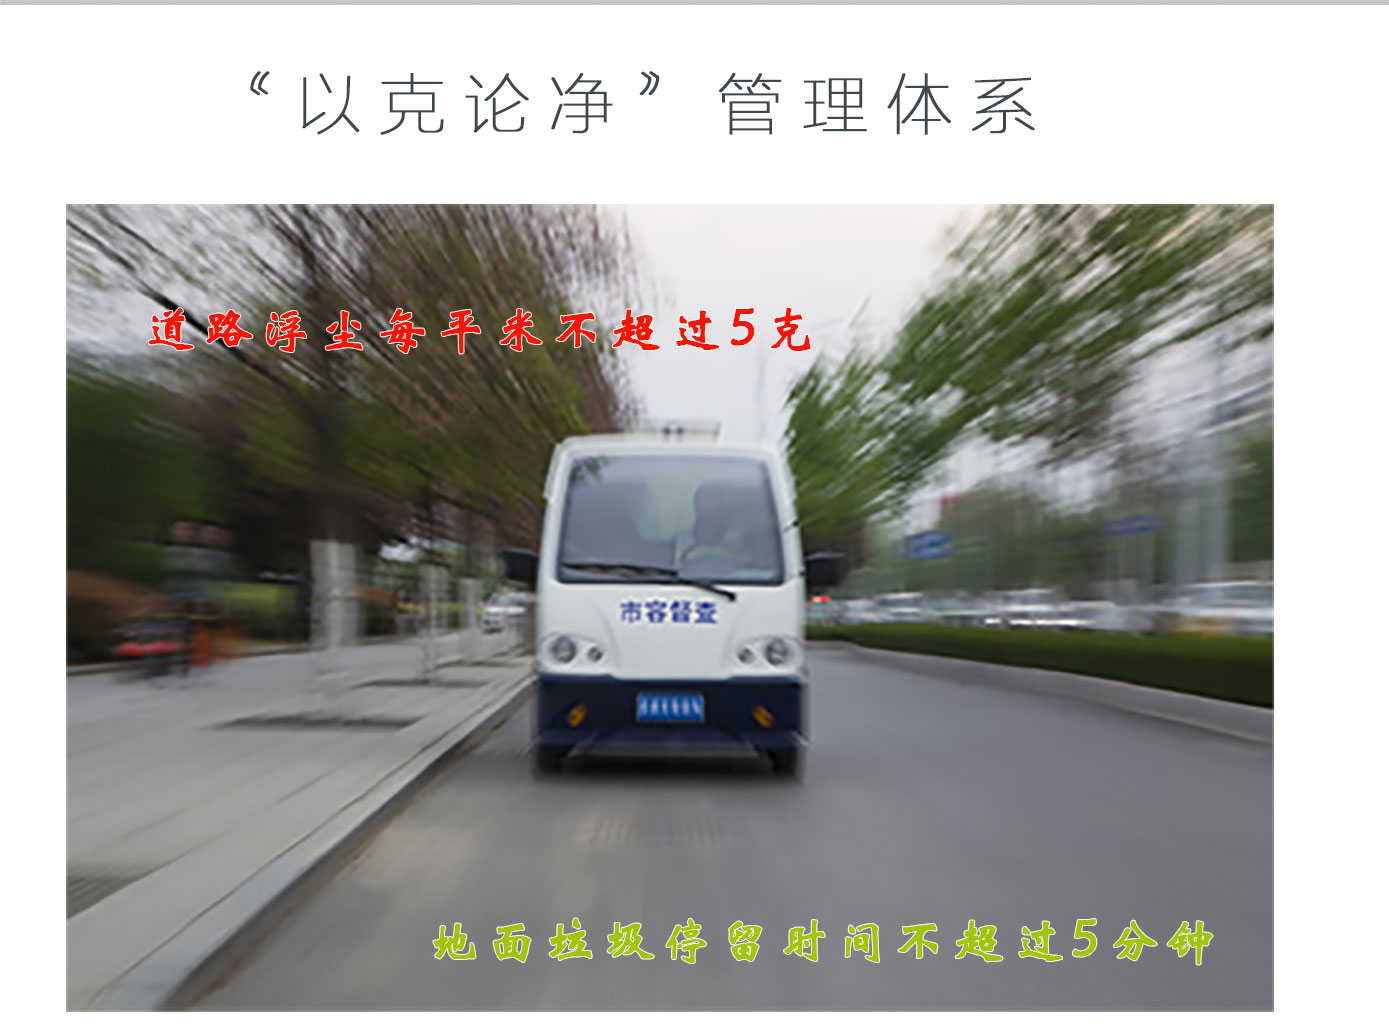 “以克论净”管理体系
道路浮尘每平米不超过5克
市容督查
地面垃圾停留时间不超过5分钟